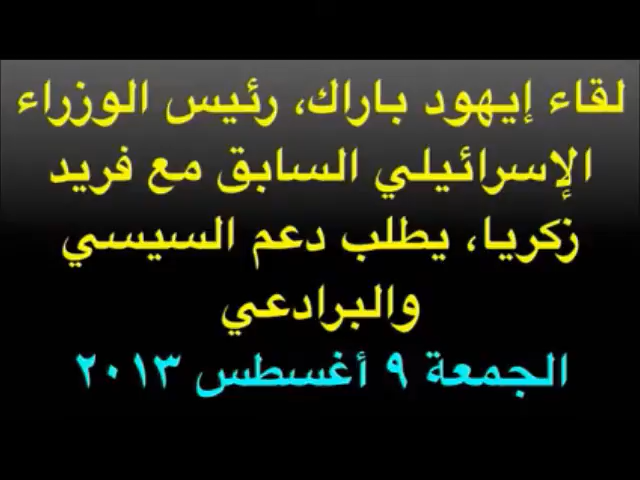 لقاء إيهود باراك، رئيس الوزراء
الإسرائيلي السابق مع فريد
زكريا، يطلب دعم السيسي
والبرادعي
الجمعة ٩ أغسطس ٢٠١٣